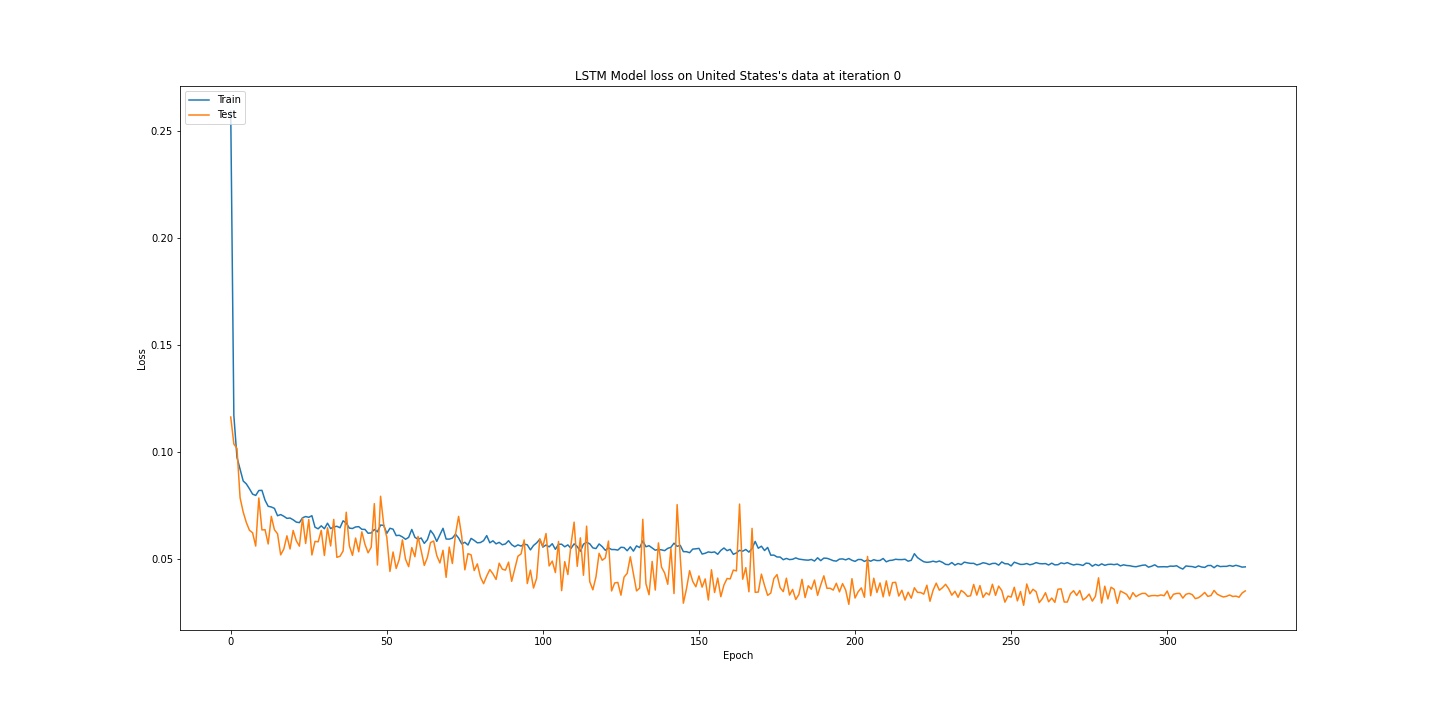 LSTM Model loss on United States's data at iteration 0
Train
Test
0.25
0.20
0.15
0.10
0.05
Loss
0 50 100 150 200 250 300
Epoch